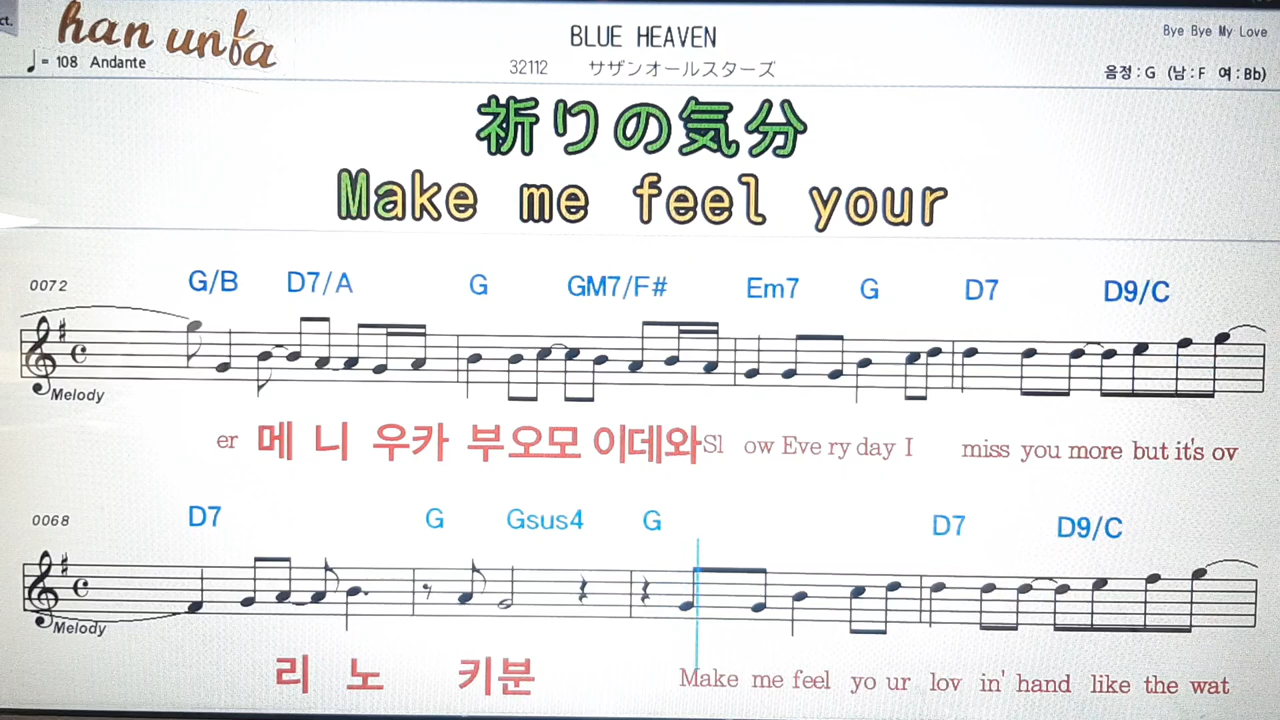 ct.
han unba
BLUE HEAVEN
Bye Bye My Love
♩= 108 Andante
32112 サザンオールスターズ
음정 : G (남 : F 여 : Bb)
祈りの気分
Make me feel your
0072 G/B D7/A G GM7/F# Em7 G D7 D9/C
Melody
er 메 니 우카 부오모 이데와Sl ow Eve ry day I miss you more but it's ov
0068 D7 G Gsus4 G D7 D9/C
Melody
리 노 키분 Make me feel yo ur lov in' hand like the wat